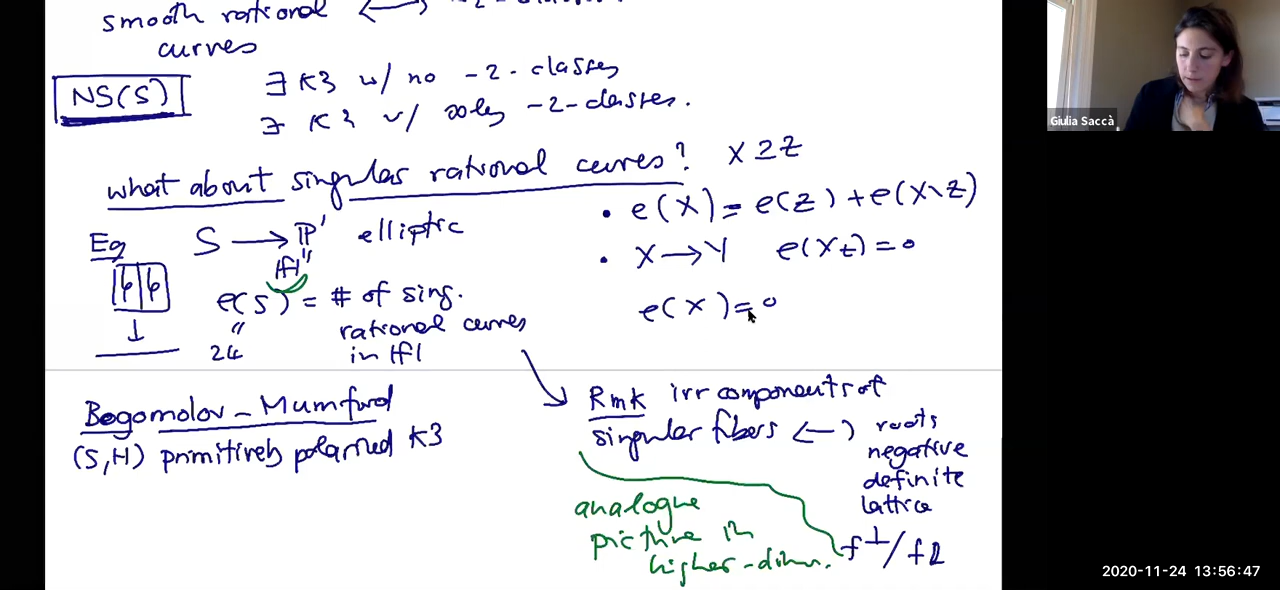 smooth rational ⟷
curves
NS(S)
∃ K3 w/ no -2-classes
∃ K3 w/ ∞ly -2-classes.
what about singular rational curves? X ⊇ Z
Eg S ⟶ ℙ¹ elliptic
|f|
e(S) = # of sing.
rational curves
in |f|
24
• e(X) = e(Z) + e(X\Z)
• X → Y e(X_t) = 0
e(X) = 0
Bogomolov - Mumford
(S,H) primitively polarized K3
Rmk irr components of
singular fibers ⟷ roots
negative
definite
lattice
f^⊥/fℤ
analogue
picture in
higher-dim.
Giulia Saccà
2020-11-24 13:56:47